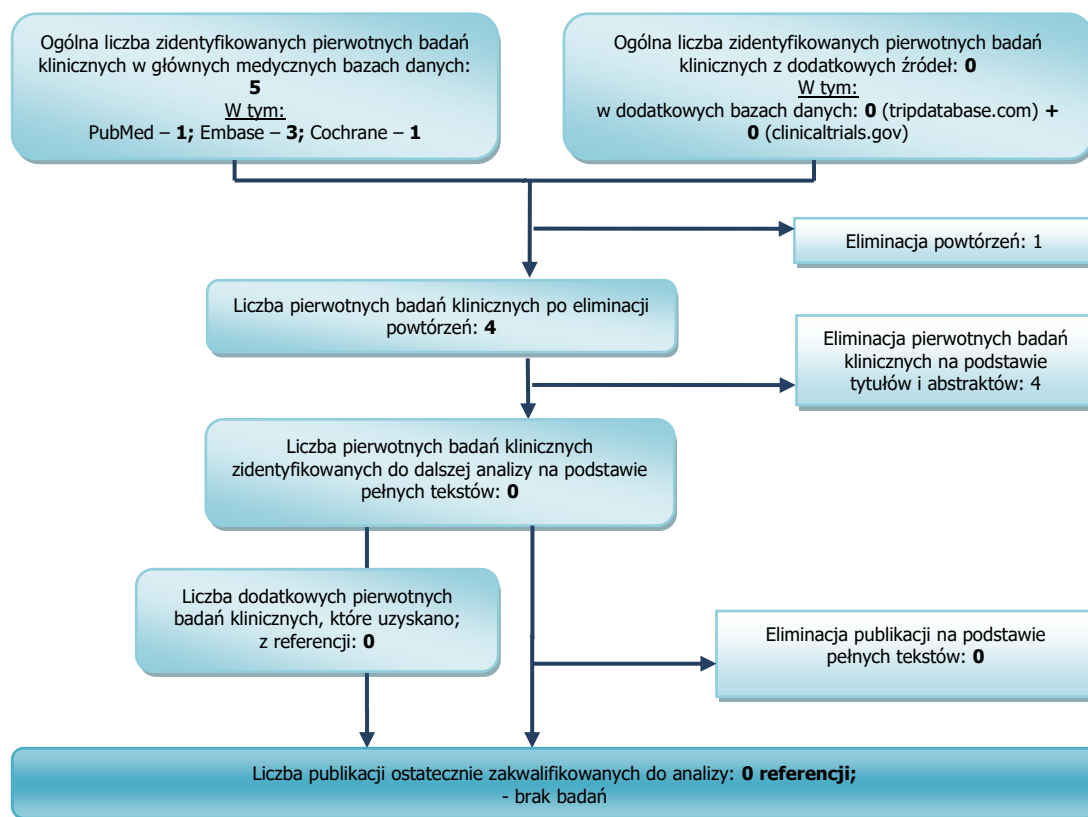 Ogólna liczba zidentyfikowanych pierwotnych badań
klinicznych w głównych medycznych bazach danych:
5
W tym:
PubMed – 1; Embase – 3; Cochrane – 1
Ogólna liczba zidentyfikowanych pierwotnych badań
klinicznych z dodatkowych źródeł: 0
W tym:
w dodatkowych bazach danych: 0 (tripdatabase.com) +
0 (clinicaltrials.gov)
Eliminacja powtórzeń: 1
Liczba pierwotnych badań klinicznych po eliminacji
powtórzeń: 4
Eliminacja pierwotnych badań
klinicznych na podstawie
tytułów i abstraktów: 4
Liczba pierwotnych badań klinicznych
zidentyfikowanych do dalszej analizy na podstawie
pełnych tekstów: 0
Liczba dodatkowych pierwotnych
badań klinicznych, które uzyskano;
z referencji: 0
Eliminacja publikacji na podstawie
pełnych tekstów: 0
Liczba publikacji ostatecznie zakwalifikowanych do analizy: 0 referencji;
- brak badań